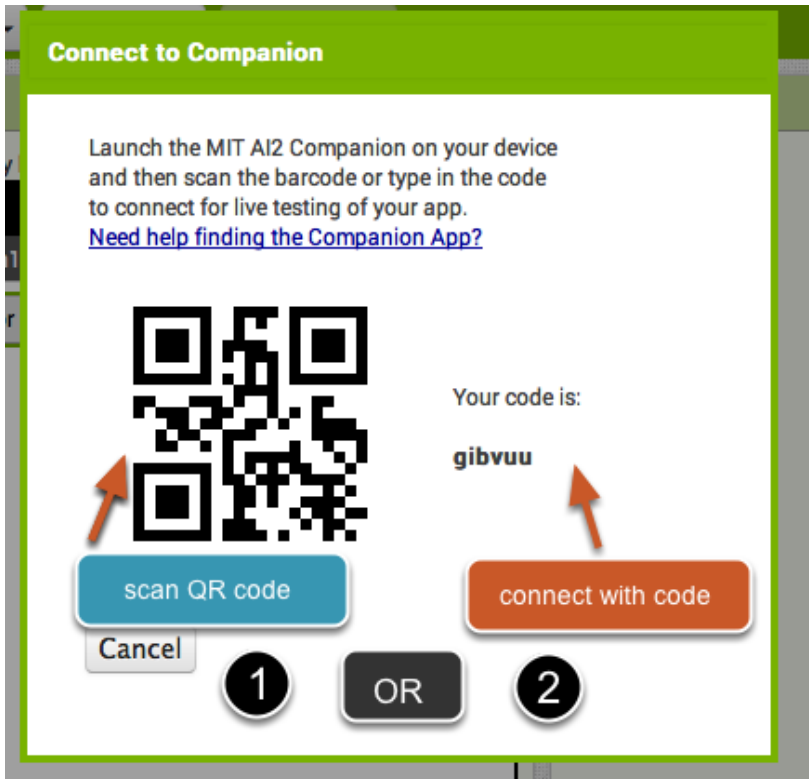 Connect to Companion
Launch the MIT AI2 Companion on your device
and then scan the barcode or type in the code
to connect for live testing of your app.
Need help finding the Companion App?
Your code is:
gibvuu
scan QR code
connect with code
Cancel
1
OR
2